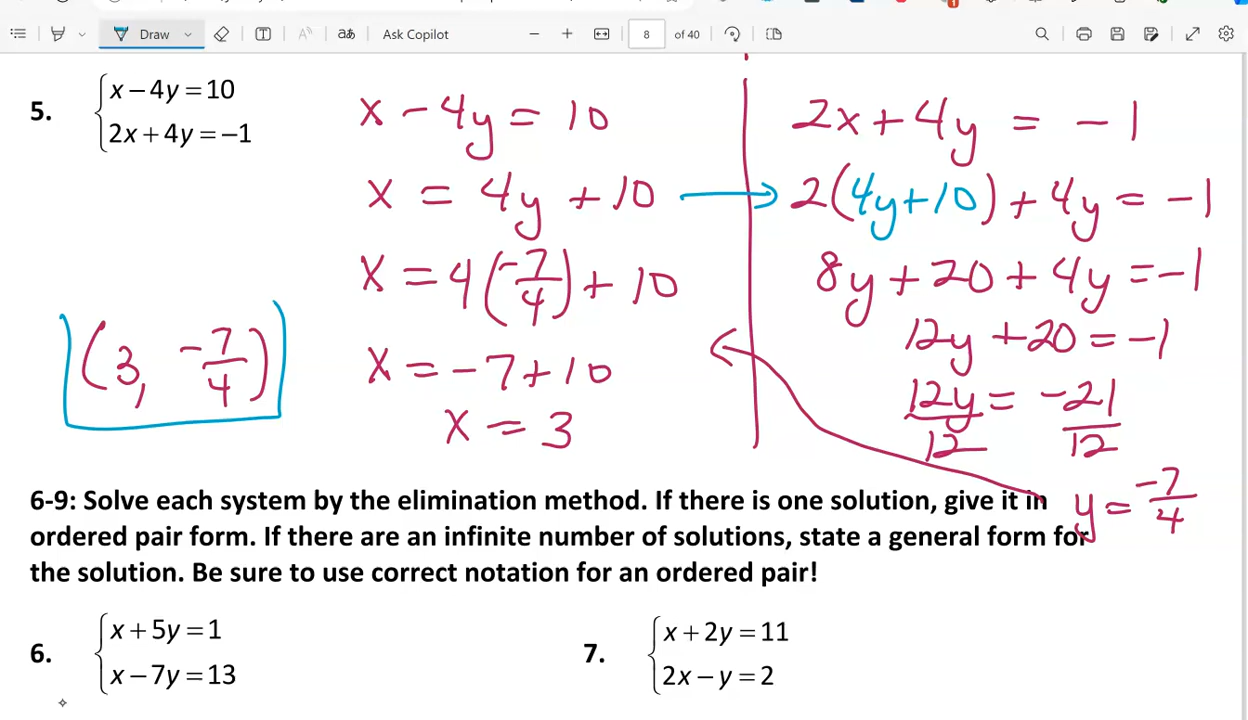 Draw
aあ
Ask Copilot
8 of 40
5. x − 4y = 10
2x + 4y = −1
x − 4y = 10
x = 4y + 10
x = 4(-7/4) + 10
x = -7 + 10
x = 3
(3, -7/4)
2x + 4y = -1
2(4y+10) + 4y = -1
8y + 20 + 4y = -1
12y + 20 = -1
12y/12 = -21/12
y = -7/4
6-9: Solve each system by the elimination method. If there is one solution, give it in
ordered pair form. If there are an infinite number of solutions, state a general form for
the solution. Be sure to use correct notation for an ordered pair!
6. x + 5y = 1
x − 7y = 13
7. x + 2y = 11
2x − y = 2